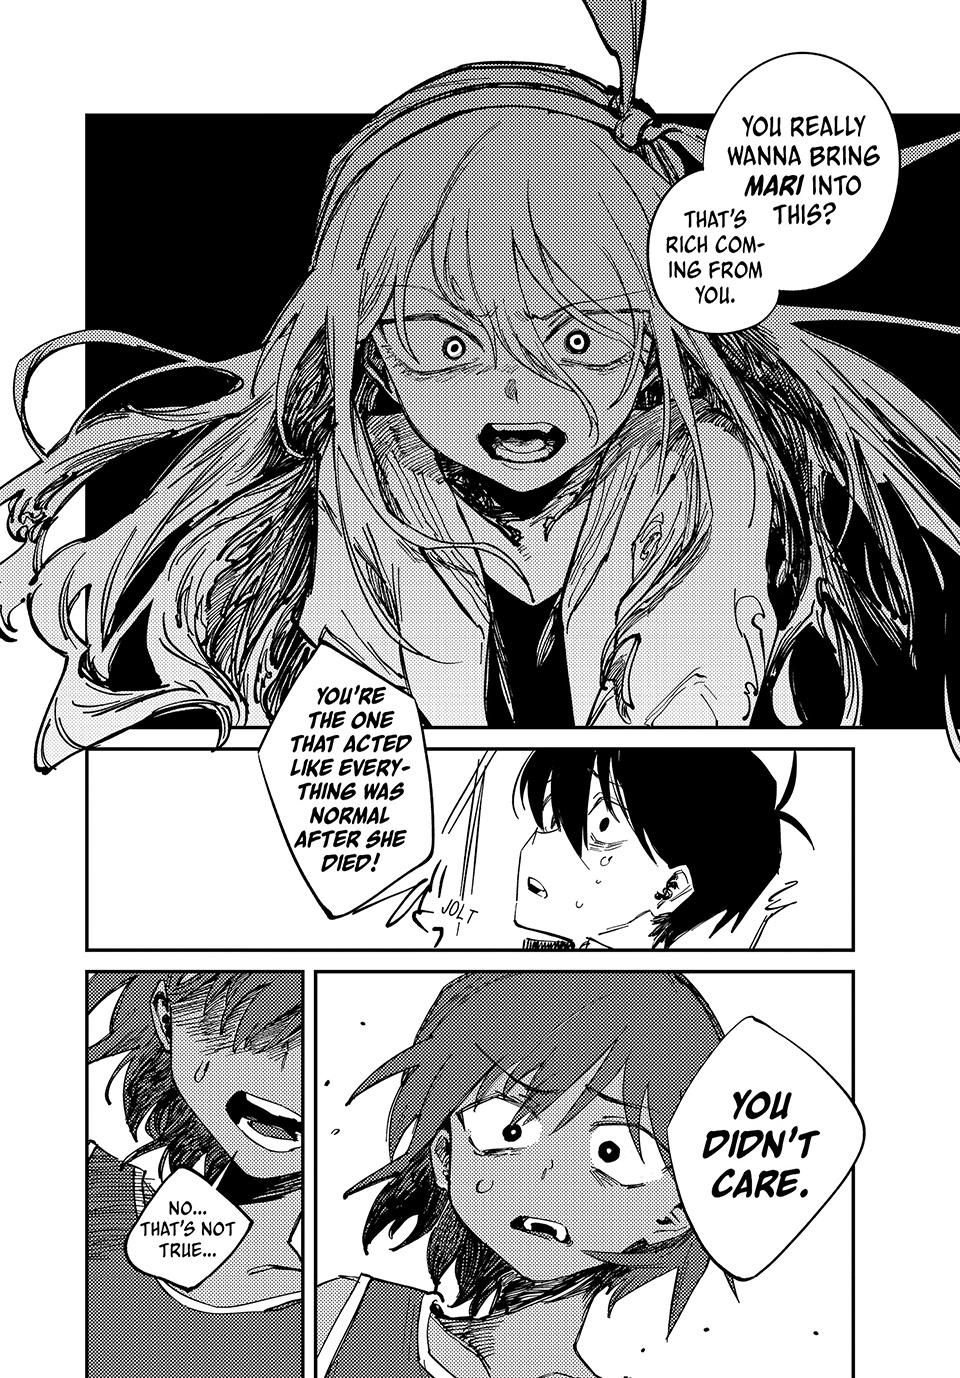 YOU REALLY
WANNA BRING
MARI INTO
THIS?
THAT'S
RICH COM-
ING FROM
YOU.
YOU'RE
THE ONE
THAT ACTED
LIKE EVERY-
THING WAS
NORMAL
AFTER SHE
DIED!
JOLT
YOU
DIDN'T
CARE.
NO...
THAT'S NOT
TRUE...